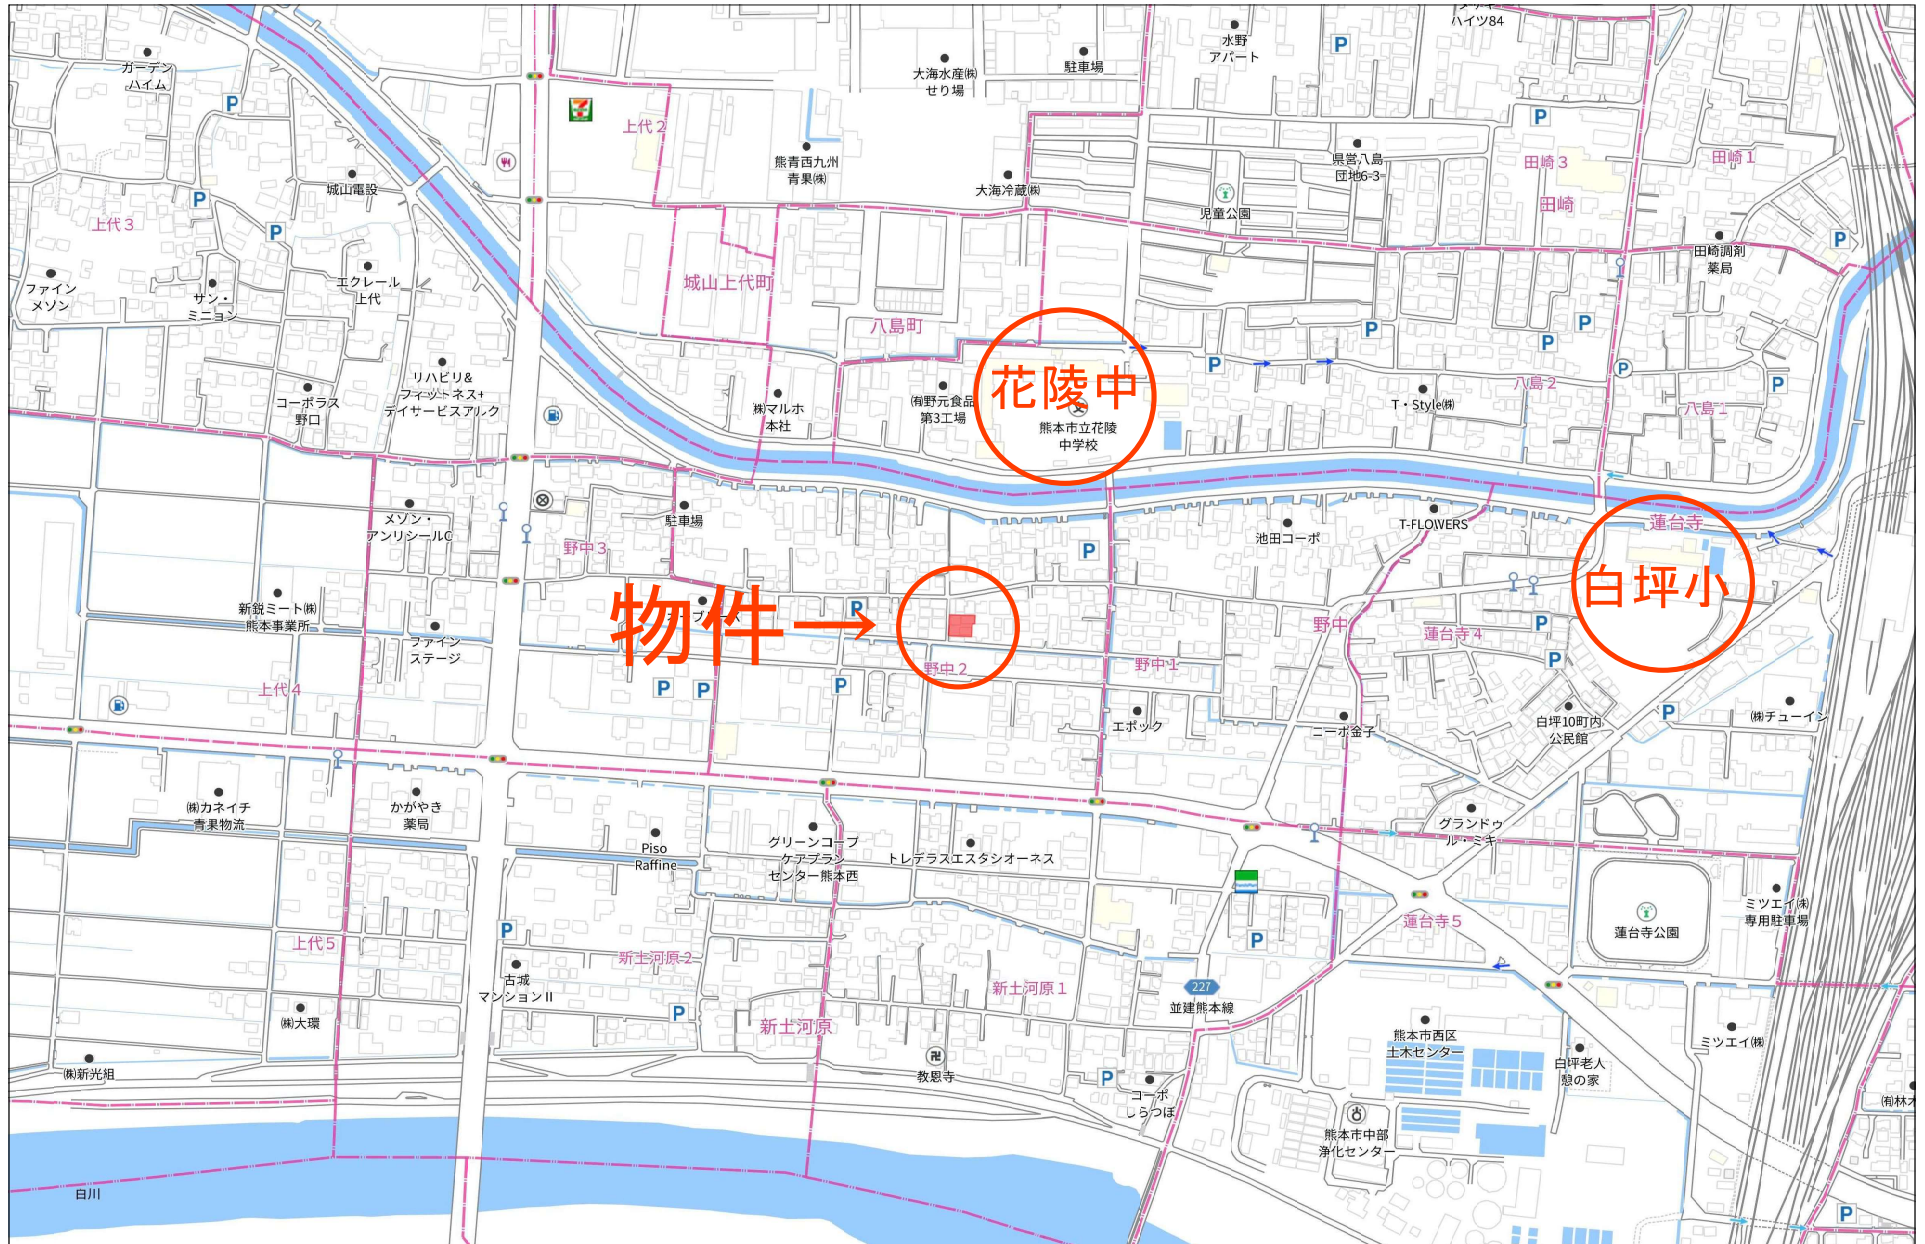 ハイツ84
水野
アパート
駐車場
大海水産㈱
せり場
ガーデン
ハイム
P
P
上代2
P
熊青西九州
青果㈱
県営八島
団地6-3
田崎3
田崎1
城山電設
大海冷蔵㈱
P
児童公園
田崎
上代3
P
P
田崎調剤
薬局
ファイン
メゾン
サン・
ミニョン
エクレール
上代
城山上代町
八島町
P
P
P
P
P
リハビリ&
フィットネス+
デイサービスアルク
花陵中
八島2
P
コーポラス
野口
㈱マルホ
本社
㈲野元食品
第3工場
T・Style㈱
八島1
熊本市立花陵
中学校
メゾン・
アンリシールC
駐車場
T-FLOWERS
蓮台寺
野中3
P
池田コーポ
新鋭ミート㈱
熊本事業所
物件→
P
白坪小
ファイン
ステージ
野中
蓮台寺4
P
野中2
野中1
P
上代4
P
P
P
エポック
コーポ金子
白坪10町内
公民館
P
㈱チューイン
㈱カネイチ
青果物流
かがやき
薬局
Piso
Raffine
グリーンコープ
ケアプラン
センター熊本西
トレデラスエスタシオーネス
グランドゥ
ル・ミキ
上代5
P
新土河原2
P
蓮台寺5
蓮台寺公園
ミツエイ㈱
専用駐車場
古城
マンションⅡ
新土河原1
227
並建熊本線
㈱大環
P
新土河原
熊本市西区
土木センター
ミツエイ㈱
㈱新光組
教恩寺
P
コーポ
しらつぼ
白坪老人
憩の家
熊本市中部
浄化センター
白川
P